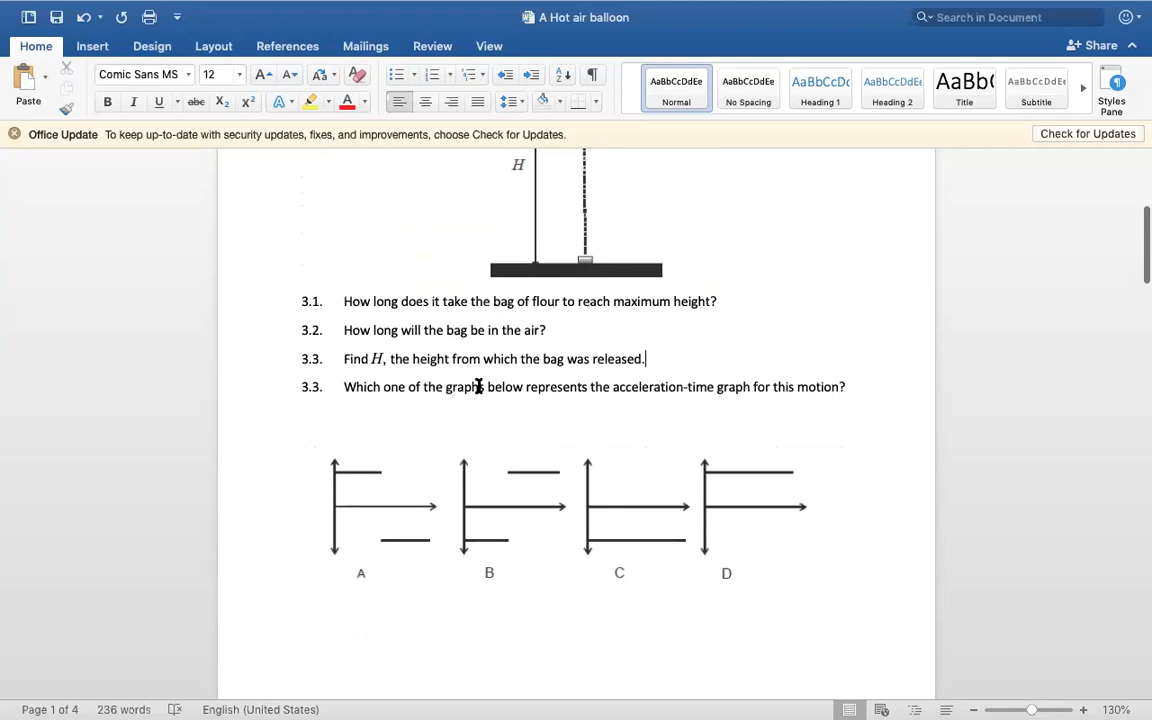 A Hot air balloon
Search in Document
Home Insert Design Layout References Mailings Review View
Share
Paste
Comic Sans MS 12
AaBbCcDdEe AaBbCcDdEe AaBbCcDc AaBbCcDdEe AaBb( AaBbCcDdEe
Normal No Spacing Heading 1 Heading 2 Title Subtitle
Styles Pane
B I U abc X₂ X² A A
Office Update To keep up-to-date with security updates, fixes, and improvements, choose Check for Updates.
Check for Updates
H
3.1. How long does it take the bag of flour to reach maximum height?
3.2. How long will the bag be in the air?
3.3. Find H, the height from which the bag was released.
3.3. Which one of the graphs below represents the acceleration-time graph for this motion?
A B C D
Page 1 of 4 236 words English (United States) 130%